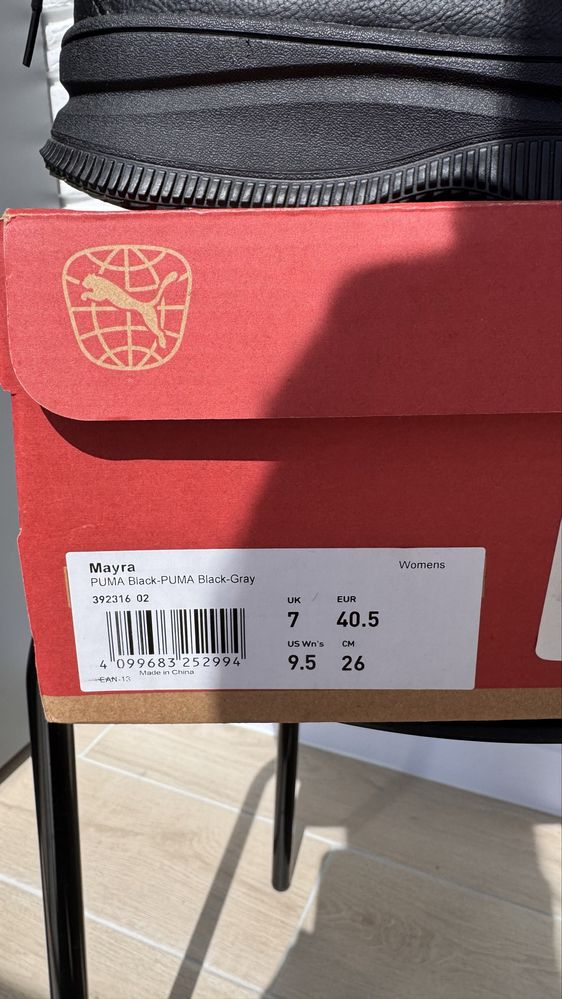 Mayra
Womens
PUMA Black-PUMA Black-Gray
392316 02
UK EUR
7 40.5
US Wn's CM
9.5 26
4 099683 252994
Made in China
EAN-13